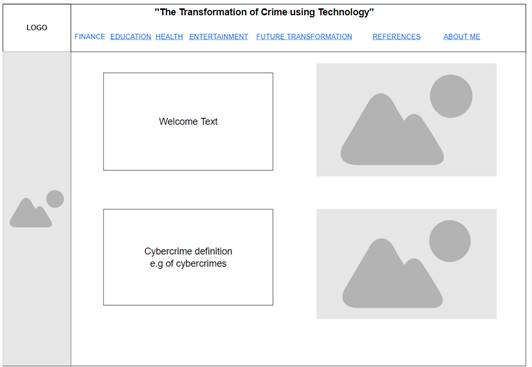 "The Transformation of Crime using Technology"
LOGO
FINANCE EDUCATION HEALTH ENTERTAINMENT FUTURE TRANSFORMATION REFERENCES ABOUT ME
Welcome Text
Cybercrime definition
e.g of cybercrimes